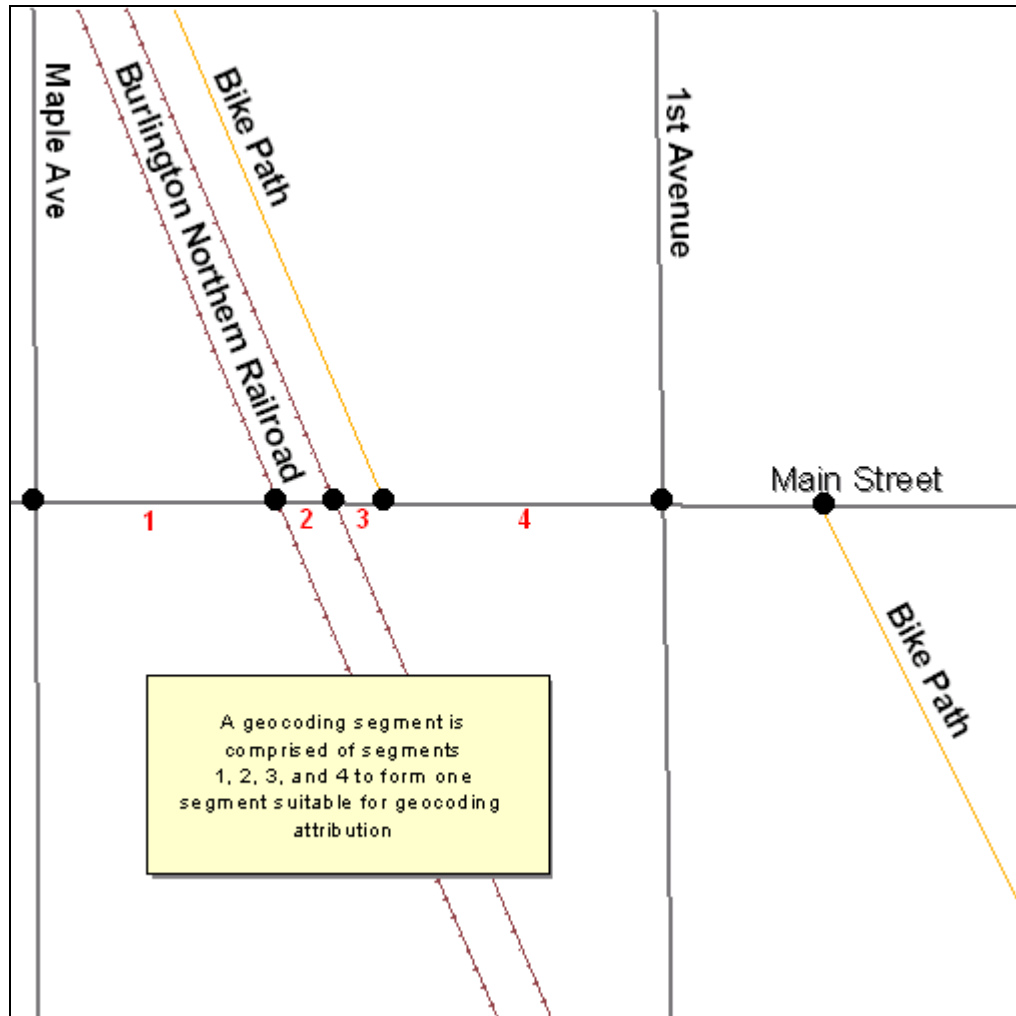 Maple Ave
Burlington Northern Railroad
Bike Path
1st Avenue
Main Street
1
2
3
4
Bike Path
A geocoding segment is
comprised of segments
1, 2, 3, and 4 to form one
segment suitable for geocoding
attribution